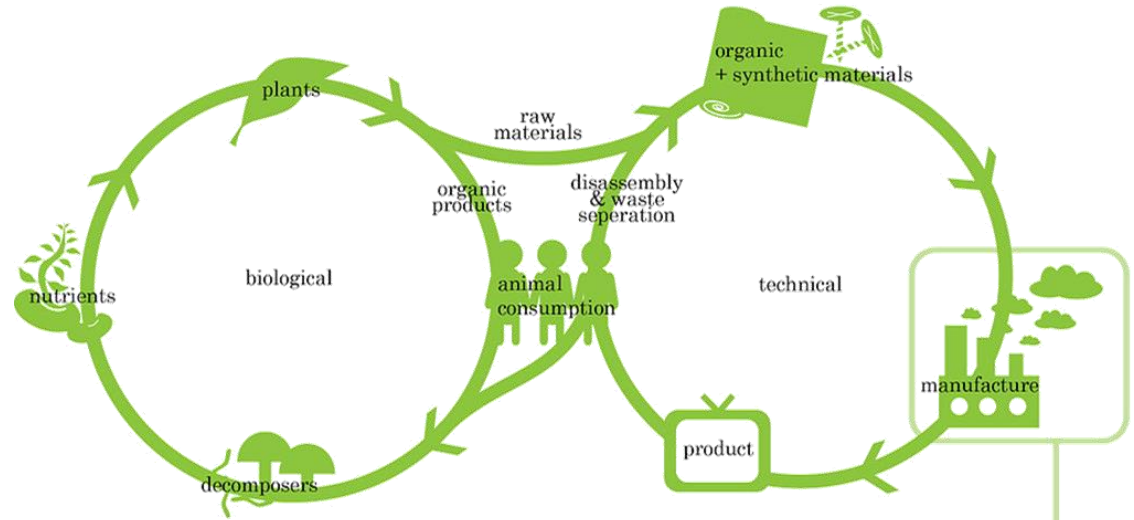 organic
+ synthetic materials
plants
raw
materials
organic
products
disassembly
& waste
seperation
biological
animal
consumption
technical
nutrients
manufacture
product
decomposers